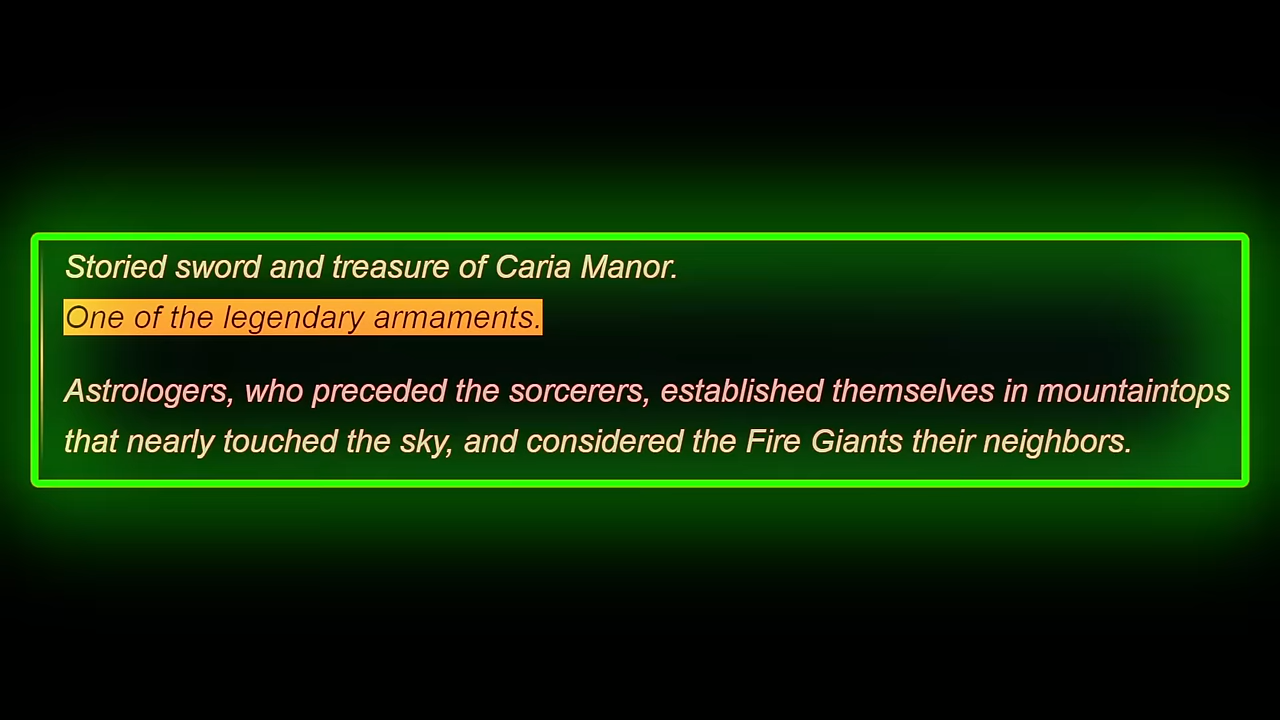 Storied sword and treasure of Caria Manor.
One of the legendary armaments.
Astrologers, who preceded the sorcerers, established themselves in mountaintops
that nearly touched the sky, and considered the Fire Giants their neighbors.